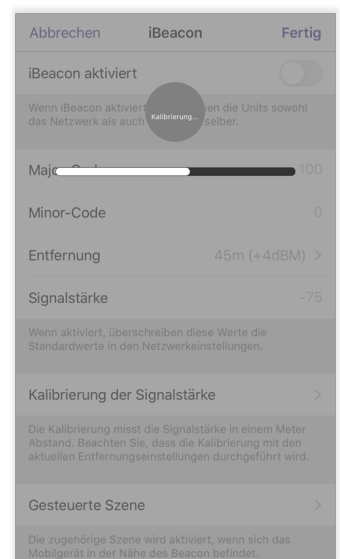 Abbrechen iBeacon Fertig
iBeacon aktiviert
Wenn iBeacon aktiviert en die Units sowohl
das Netzwerk als auch selber.
Kalibrierung...
100
Minor-Code 0
Entfernung 45m (+4dBM) >
Signalstärke -75
Wenn aktiviert, überschreiben diese Werte die
Standardwerte in den Netzwerkeinstellungen.
Kalibrierung der Signalstärke >
Die Kalibrierung misst die Signalstärke in einem Meter
Abstand. Beachten Sie, dass die Kalibrierung mit den
aktuellen Entfernungseinstellungen durchgeführt wird.
Gesteuerte Szene >
Die zugehörige Szene wird aktiviert, wenn sich das
Mobilgerät in der Nähe des Beacon befindet.